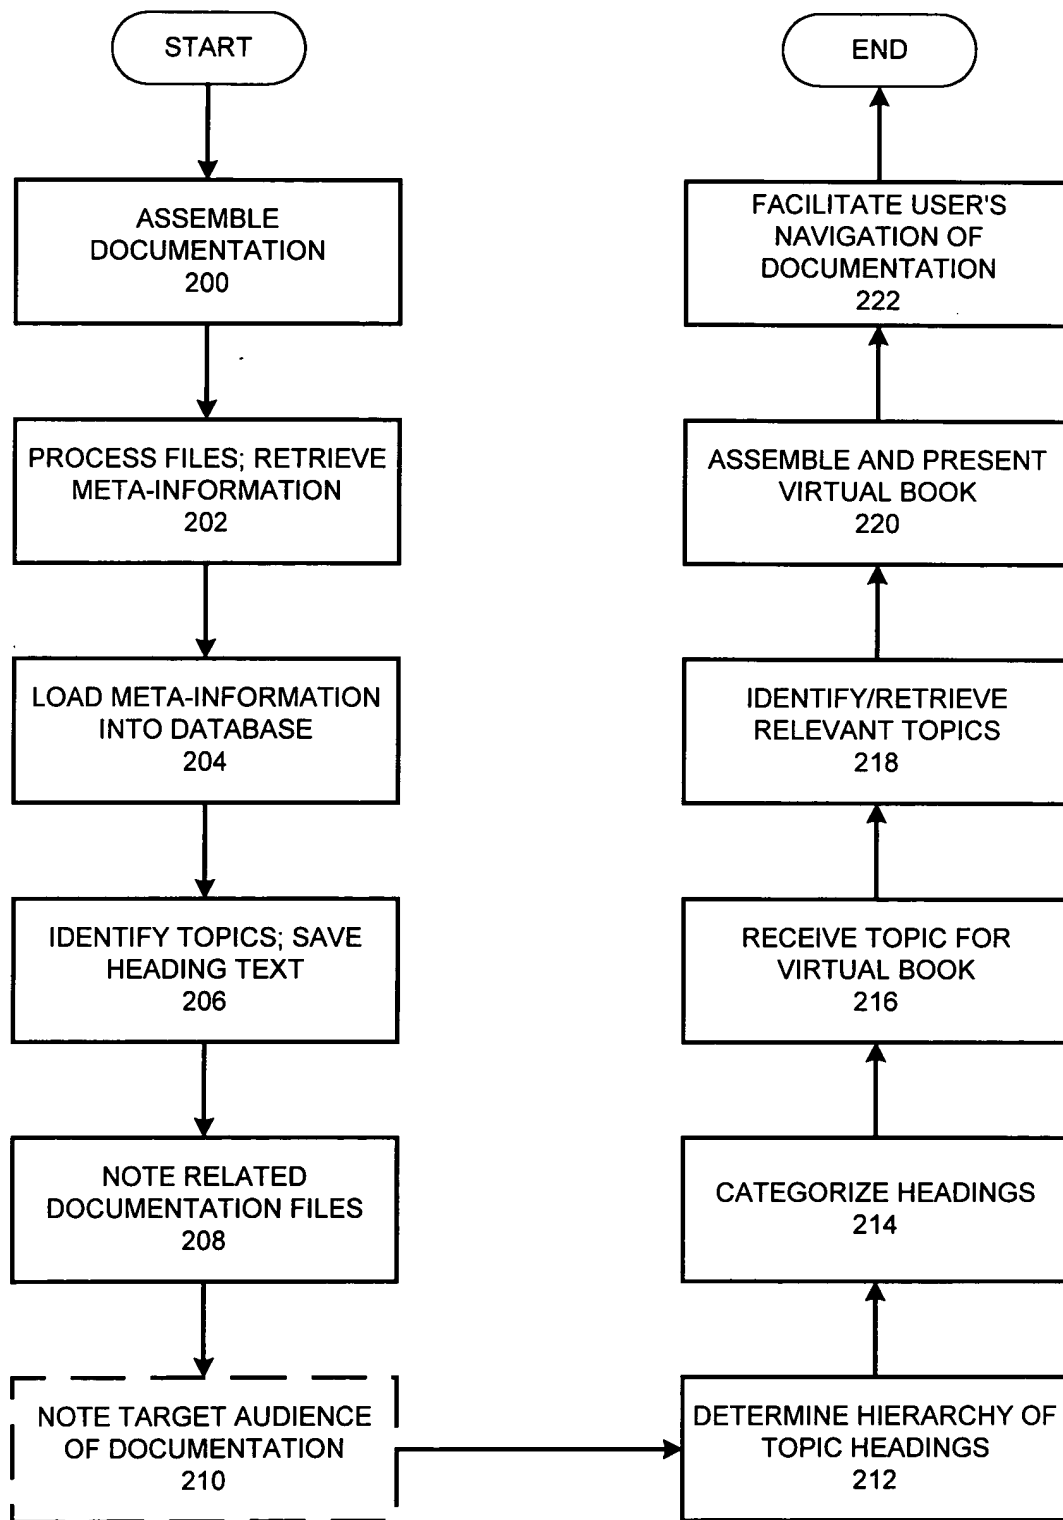 START
ASSEMBLE
DOCUMENTATION
200
PROCESS FILES; RETRIEVE
META-INFORMATION
202
LOAD META-INFORMATION
INTO DATABASE
204
IDENTIFY TOPICS; SAVE
HEADING TEXT
206
NOTE RELATED
DOCUMENTATION FILES
208
NOTE TARGET AUDIENCE
OF DOCUMENTATION
210
DETERMINE HIERARCHY OF
TOPIC HEADINGS
212
CATEGORIZE HEADINGS
214
RECEIVE TOPIC FOR
VIRTUAL BOOK
216
IDENTIFY/RETRIEVE
RELEVANT TOPICS
218
ASSEMBLE AND PRESENT
VIRTUAL BOOK
220
FACILITATE USER'S
NAVIGATION OF
DOCUMENTATION
222
END